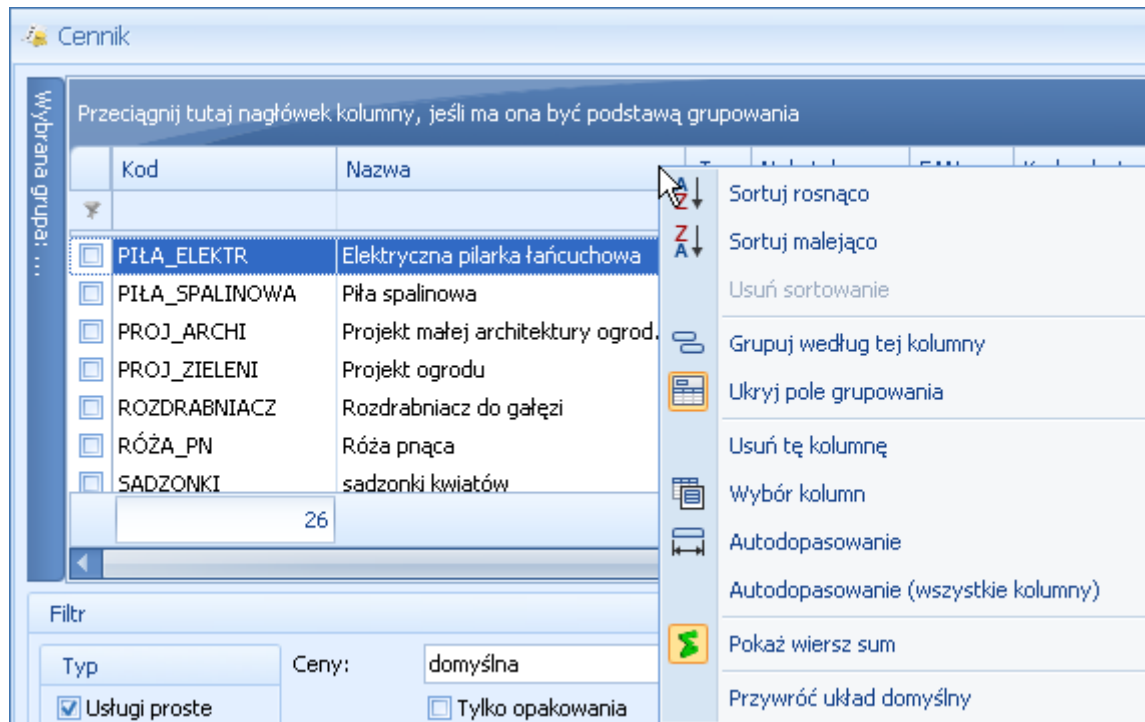 Cennik
Wybrana grupa: ...
Przeciągnij tutaj nagłówek kolumny, jeśli ma ona być podstawą grupowania
Kod Nazwa
PIŁA_ELEKTR Elektryczna pilarka łańcuchowa
PIŁA_SPALINOWA Piła spalinowa
PROJ_ARCHI Projekt małej architektury ogrod.
PROJ_ZIELENI Projekt ogrodu
ROZDRABNIACZ Rozdrabniacz do gałęzi
RÓŻA_PN Róża pnąca
SADZONKI sadzonki kwiatów
26
Sortuj rosnąco
Sortuj malejąco
Usuń sortowanie
Grupuj według tej kolumny
Ukryj pole grupowania
Usuń tę kolumnę
Wybór kolumn
Autodopasowanie
Autodopasowanie (wszystkie kolumny)
Pokaż wiersz sum
Przywróć układ domyślny
Filtr
Typ
Usługi proste
Ceny: domyślna
Tylko opakowania